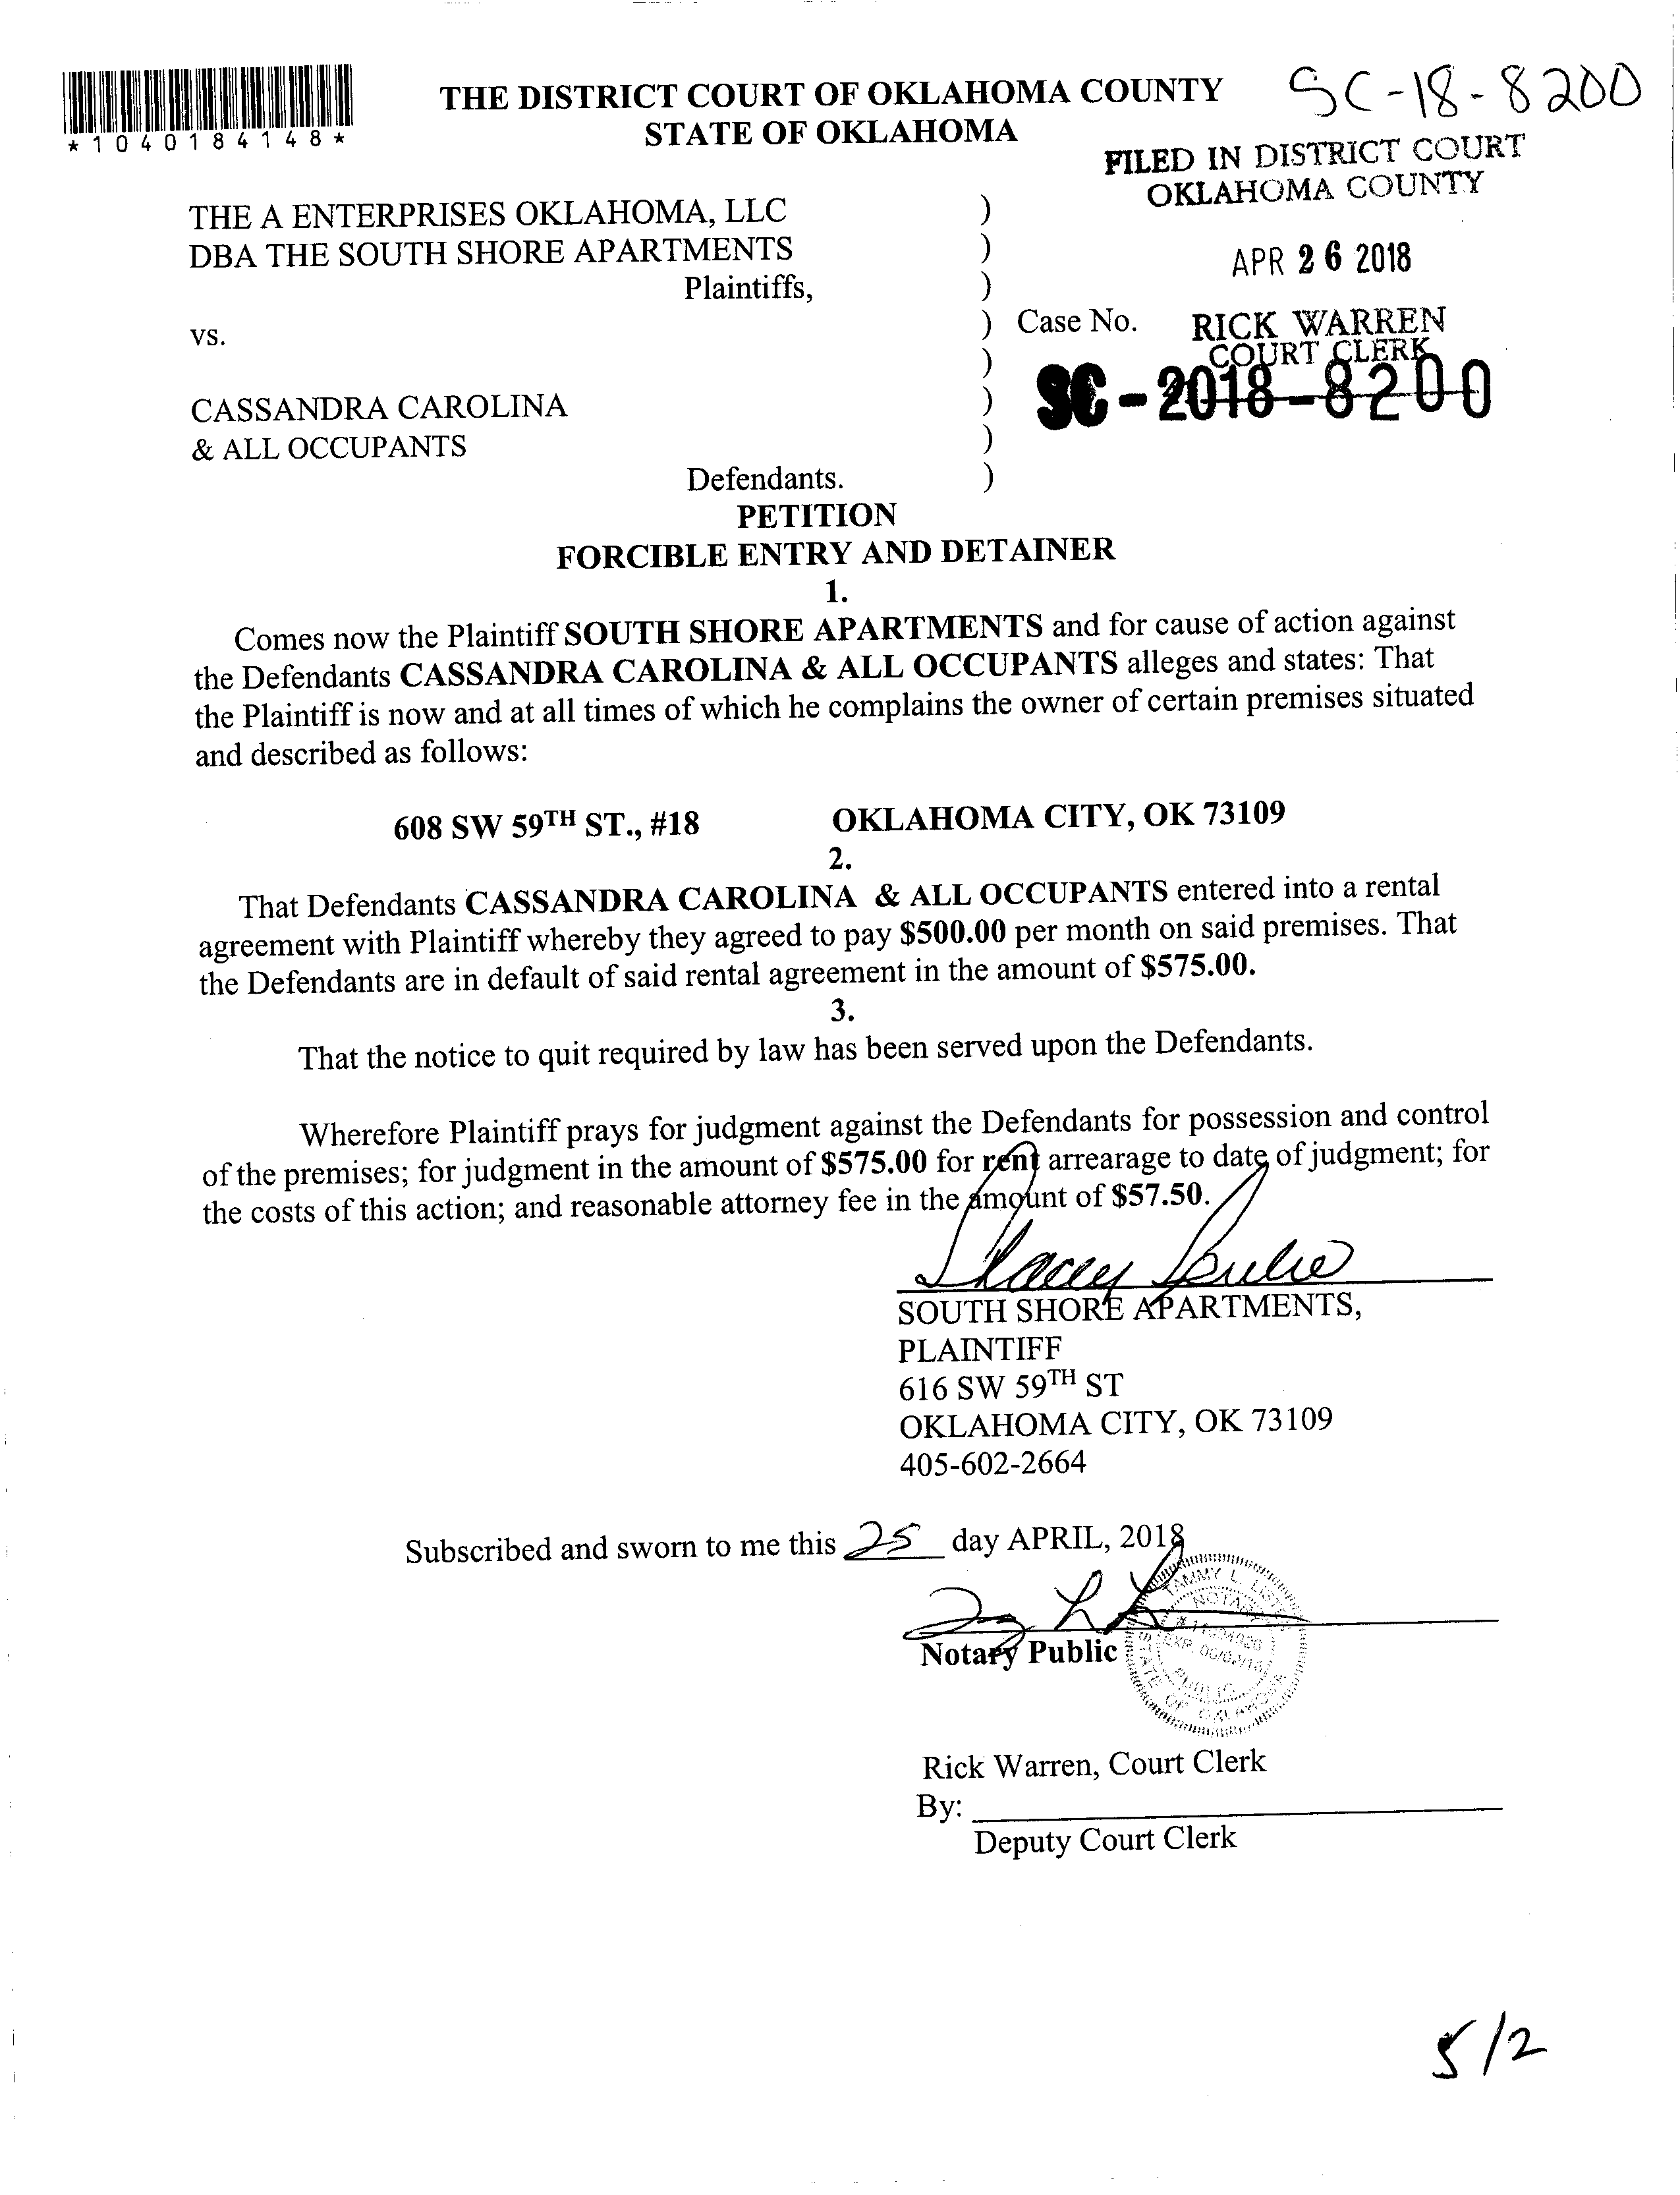 *1040184148*
THE DISTRICT COURT OF OKLAHOMA COUNTY
STATE OF OKLAHOMA
SC-18-8200
FILED IN DISTRICT COURT
OKLAHOMA COUNTY
APR 26 2018
RICK WARREN
COURT CLERK
THE A ENTERPRISES OKLAHOMA, LLC )
DBA THE SOUTH SHORE APARTMENTS )
Plaintiffs, )
vs. ) Case No.
)
SC-2018-8200
CASSANDRA CAROLINA )
& ALL OCCUPANTS )
Defendants. )
PETITION
FORCIBLE ENTRY AND DETAINER
1.
Comes now the Plaintiff SOUTH SHORE APARTMENTS and for cause of action against
the Defendants CASSANDRA CAROLINA & ALL OCCUPANTS alleges and states: That
the Plaintiff is now and at all times of which he complains the owner of certain premises situated
and described as follows:
608 SW 59TH ST., #18 OKLAHOMA CITY, OK 73109
2.
That Defendants CASSANDRA CAROLINA & ALL OCCUPANTS entered into a rental
agreement with Plaintiff whereby they agreed to pay $500.00 per month on said premises. That
the Defendants are in default of said rental agreement in the amount of $575.00.
3.
That the notice to quit required by law has been served upon the Defendants.
Wherefore Plaintiff prays for judgment against the Defendants for possession and control
of the premises; for judgment in the amount of $575.00 for rent arrearage to date of judgment; for
the costs of this action; and reasonable attorney fee in the amount of $57.50.
Stacey
SOUTH SHORE APARTMENTS,
PLAINTIFF
616 SW 59TH ST
OKLAHOMA CITY, OK 73109
405-602-2664
Subscribed and sworn to me this 25 day APRIL, 2018
Notary Public
TAMMY L.
NOTARY
PUBLIC
STATE OF OKLAHOMA
EXP.
Rick Warren, Court Clerk
By:
Deputy Court Clerk
5/2